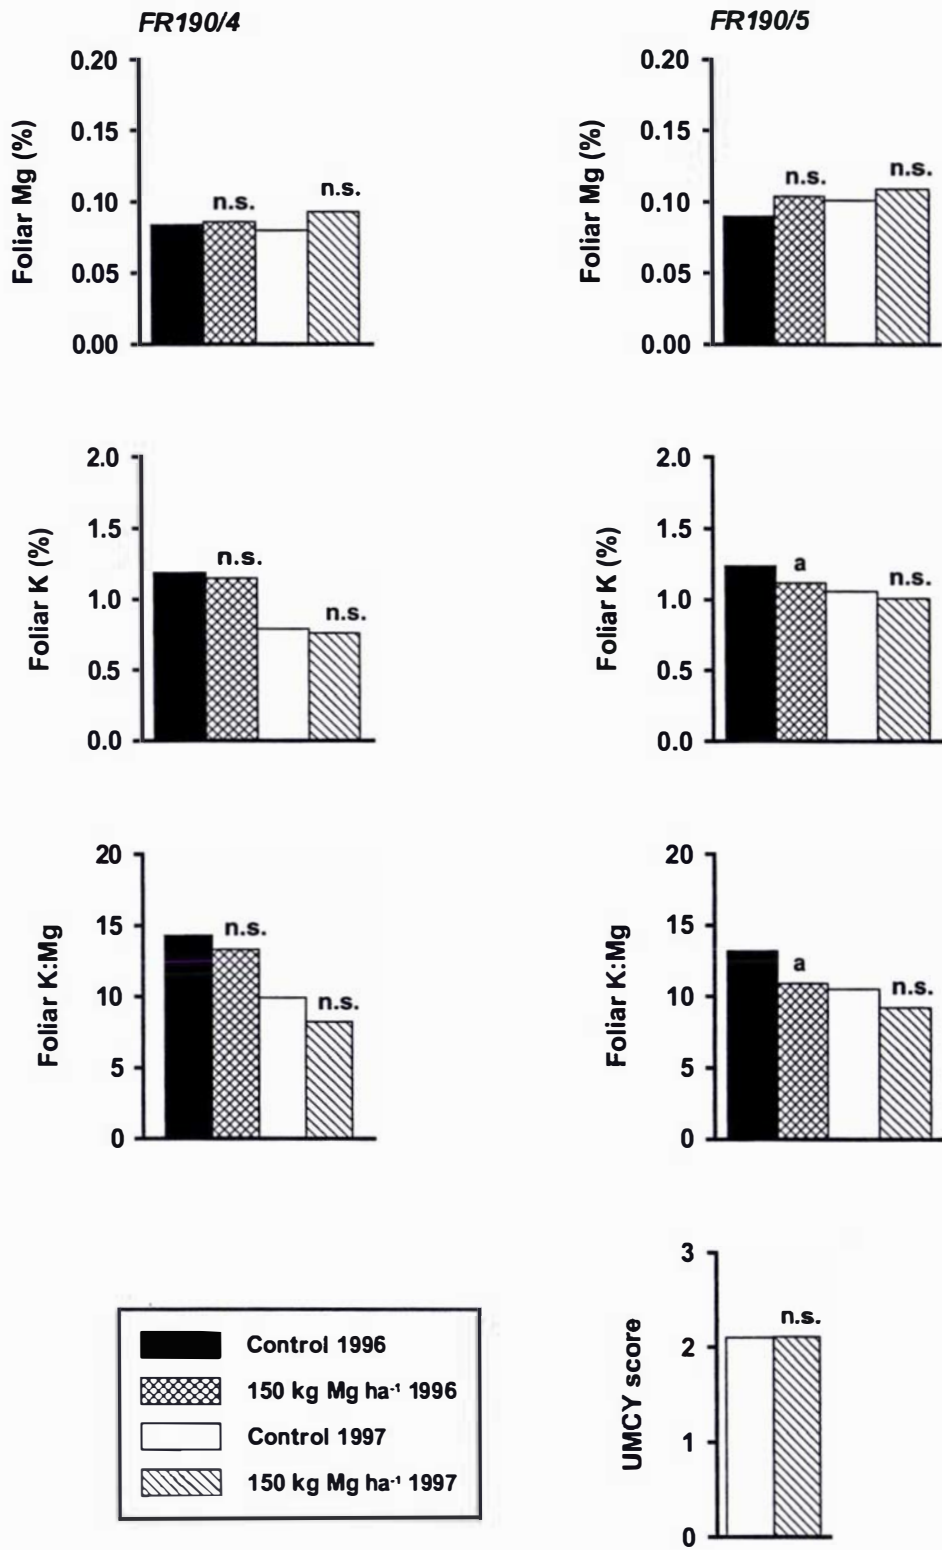 FR190/4
FR190/5
Foliar Mg (%)
0.20
0.15
0.10
0.05
0.00
n.s.
n.s.
Foliar Mg (%)
0.20
0.15
0.10
0.05
0.00
n.s.
n.s.
Foliar K (%)
2.0
1.5
1.0
0.5
0.0
n.s.
n.s.
Foliar K (%)
2.0
1.5
1.0
0.5
0.0
a
n.s.
Foliar K:Mg
20
15
10
5
0
n.s.
n.s.
Foliar K:Mg
20
15
10
5
0
a
n.s.
Control 1996
150 kg Mg ha⁻¹ 1996
Control 1997
150 kg Mg ha⁻¹ 1997
UMCY score
3
2
1
0
n.s.